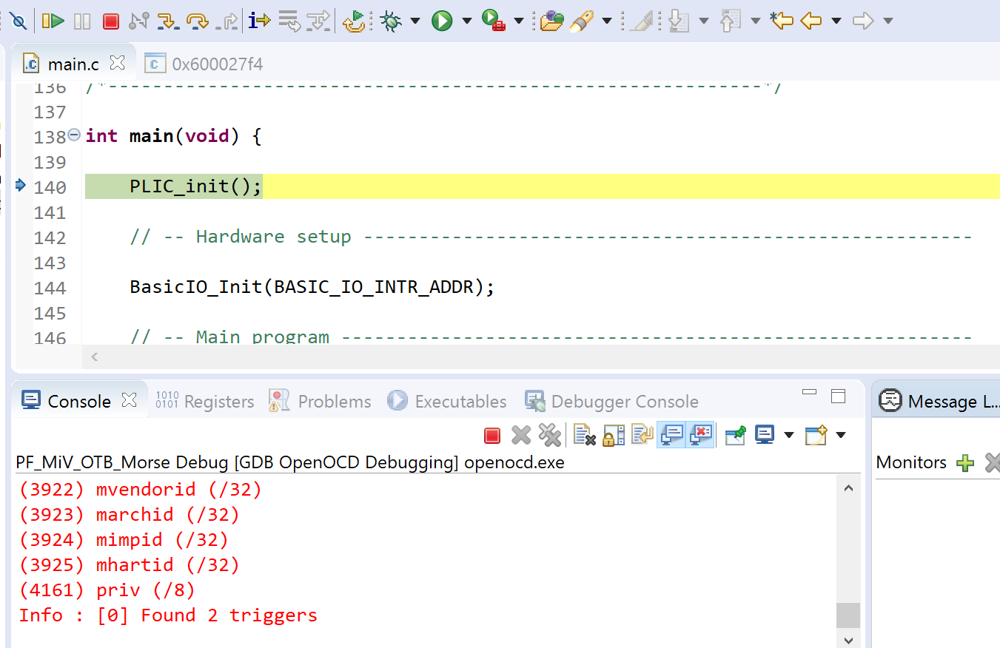 main.c 0x600027f4
136 /*-----------------------------------------------------------*/
137
138 int main(void) {
139
140 PLIC_init();
141
142 // -- Hardware setup -------------------------------------------------------
143
144 BasicIO_Init(BASIC_IO_INTR_ADDR);
145
146 // -- Main program ---------------------------------------------------------
Console Registers Problems Executables Debugger Console
Message L...
PF_MiV_OTB_Morse Debug [GDB OpenOCD Debugging] openocd.exe
Monitors
(3922) mvendorid (/32)
(3923) marchid (/32)
(3924) mimpid (/32)
(3925) mhartid (/32)
(4161) priv (/8)
Info : [0] Found 2 triggers